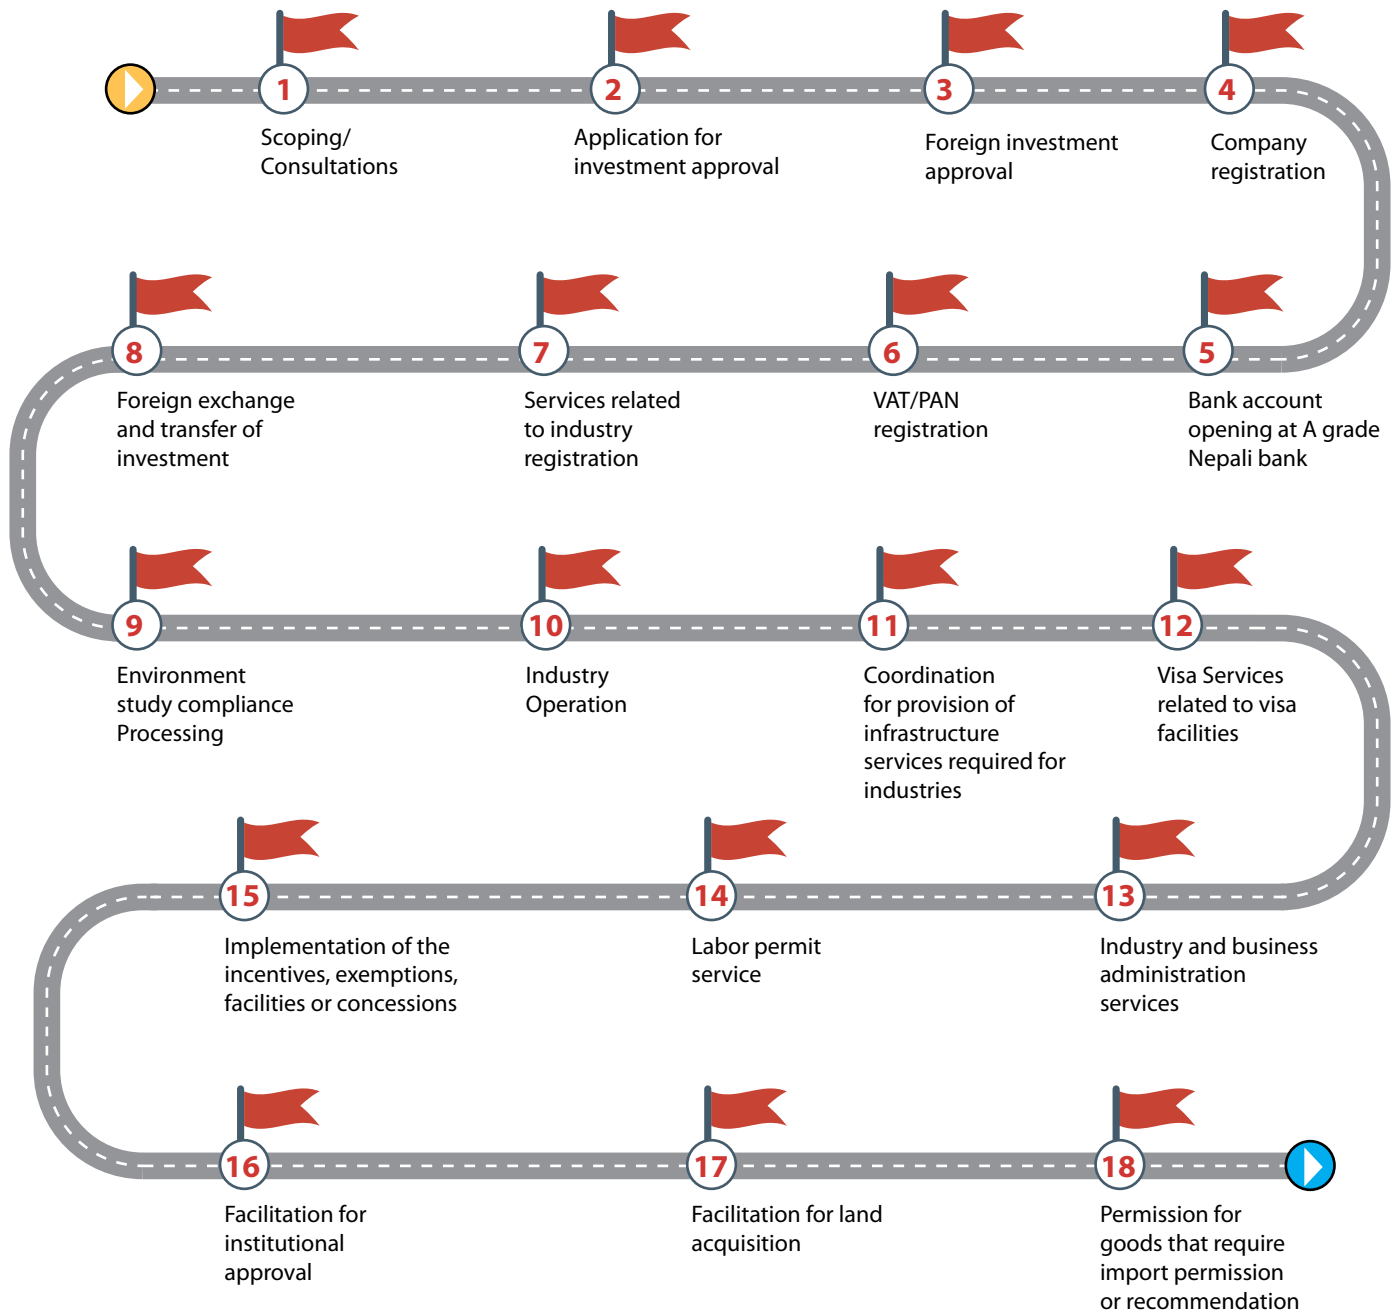 1
Scoping/
Consultations
2
Application for
investment approval
3
Foreign investment
approval
4
Company
registration
5
Bank account
opening at A grade
Nepali bank
6
VAT/PAN
registration
7
Services related
to industry
registration
8
Foreign exchange
and transfer of
investment
9
Environment
study compliance
Processing
10
Industry
Operation
11
Coordination
for provision of
infrastructure
services required for
industries
12
Visa Services
related to visa
facilities
13
Industry and business
administration
services
14
Labor permit
service
15
Implementation of the
incentives, exemptions,
facilities or concessions
16
Facilitation for
institutional
approval
17
Facilitation for land
acquisition
18
Permission for
goods that require
import permission
or recommendation